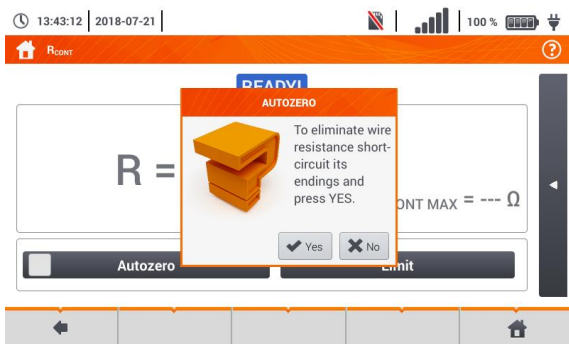 13:43:12 2018-07-21 100 %
RCONT
READY!
AUTOZERO
To eliminate wire
resistance short-
circuit its
endings and
press YES.
R =
CONT MAX = --- Ω
Yes No
Autozero Limit